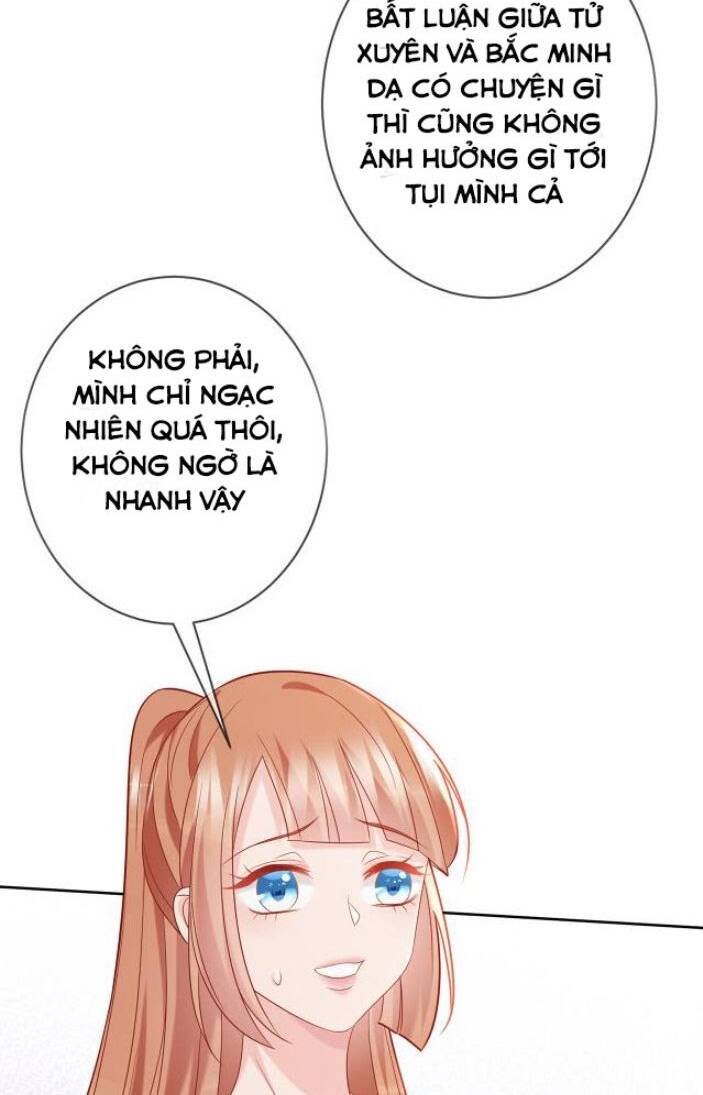 BẤT LUẬN GIỮA TỬ
XUYÊN VÀ BẮC MINH
DẠ CÓ CHUYỆN GÌ
THÌ CŨNG KHÔNG
ẢNH HƯỞNG GÌ TỚI
TỤI MÌNH CẢ
KHÔNG PHẢI,
MÌNH CHỈ NGẠC
NHIÊN QUÁ THÔI,
KHÔNG NGỜ LÀ
NHANH VẬY